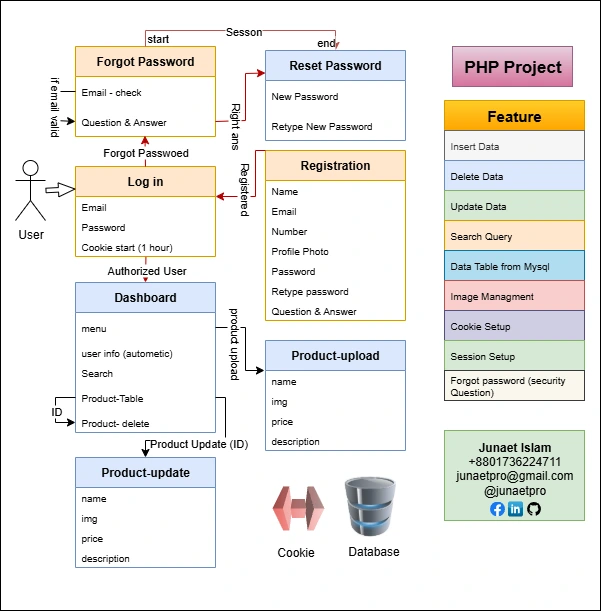 start
Sesson
end
Forgot Password
Email - check
Question & Answer
if email valid
Right ans
Reset Password
New Password
Retype New Password
Forgot Passwoed
Log in
Email
Password
Cookie start (1 hour)
User
Registered
Registration
Name
Email
Number
Profile Photo
Password
Retype password
Question & Answer
Authorized User
Dashboard
menu
user info (autometic)
Search
Product-Table
Product- delete
ID
product upload
Product-upload
name
img
price
description
Product Update (ID)
Product-update
name
img
price
description
Cookie
Database
PHP Project
Feature
Insert Data
Delete Data
Update Data
Search Query
Data Table from Mysql
Image Managment
Cookie Setup
Session Setup
Forgot password (security
Question)
Junaet Islam
+8801736224711
junaetpro@gmail.com
@junaetpro